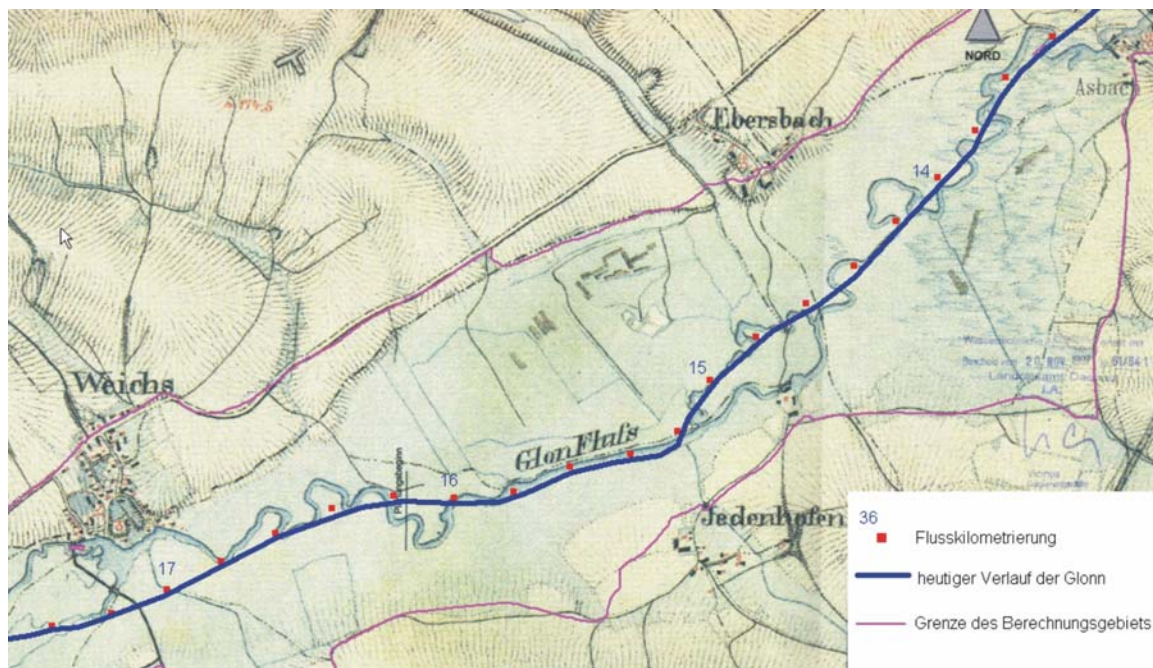 NORD
Asbach
Ebersbach
14
15
Weichs
Glon Fluſs
16
Planungsbeginn
17
Jedenhofen
36
Flusskilometrierung
heutiger Verlauf der Glonn
Grenze des Berechnungsgebiets